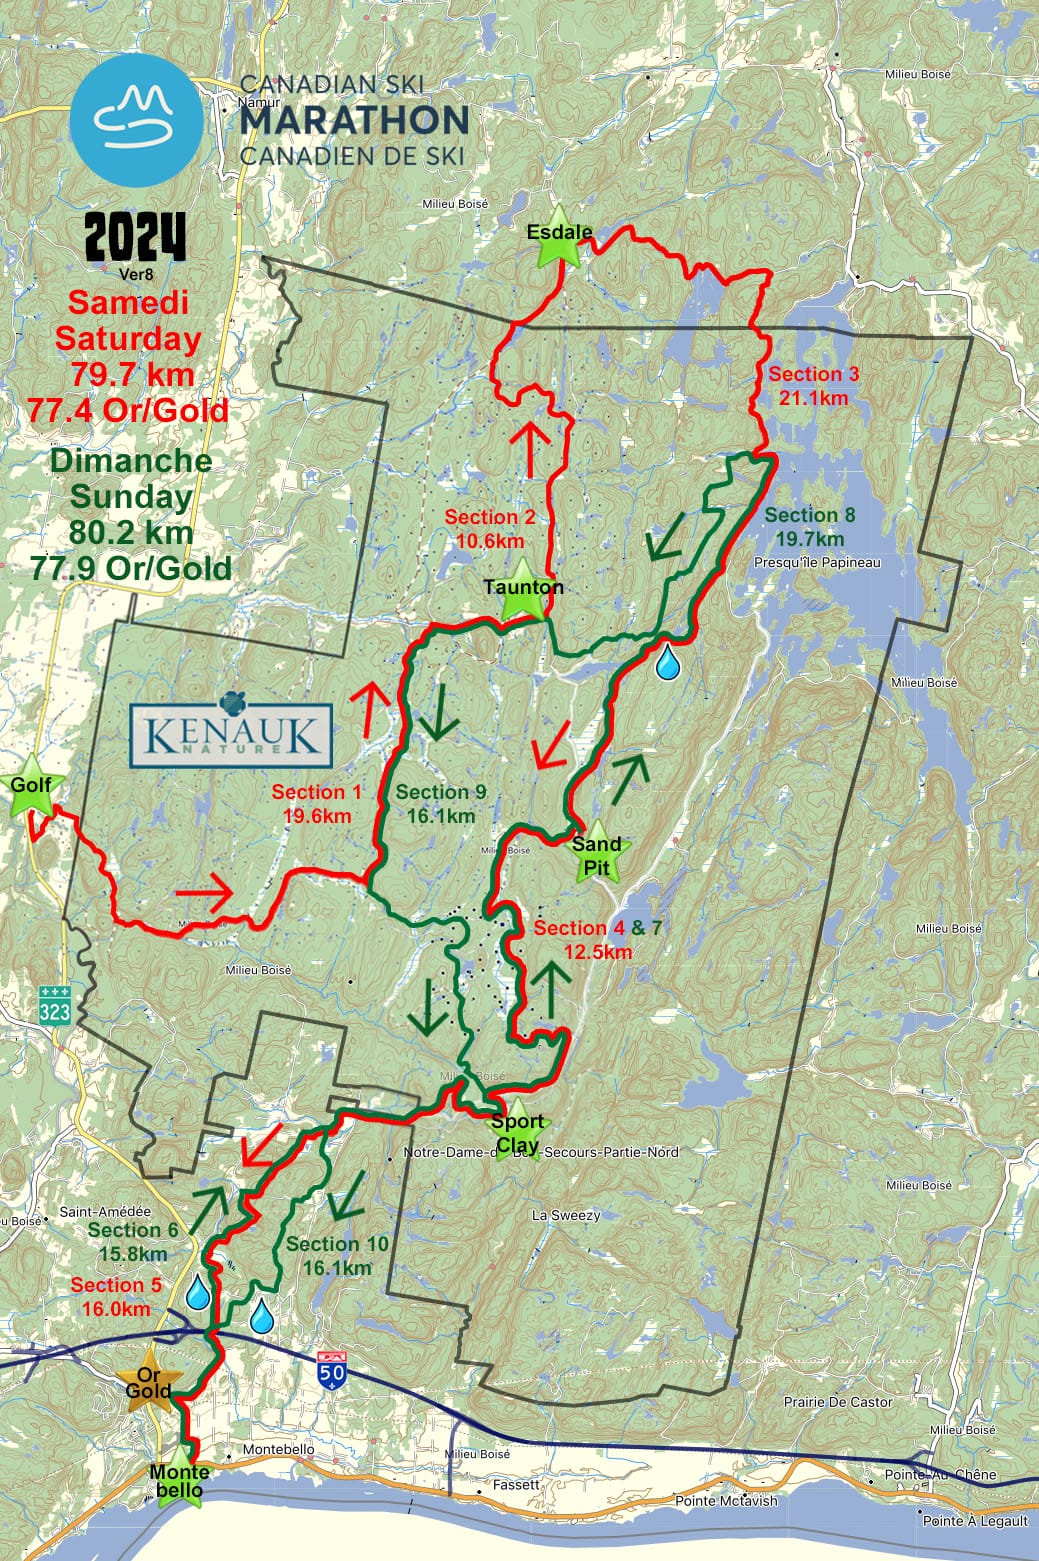 CANADIAN SKI
MARATHON
CANADIEN DE SKI
Namur
Milieu Boisé
Milieu Boisé
2024
Ver8
Samedi
Saturday
79.7 km
77.4 Or/Gold
Dimanche
Sunday
80.2 km
77.9 Or/Gold
Esdale
Section 3
21.1km
Section 2
10.6km
Section 8
19.7km
Presqu'île Papineau
Taunton
Milieu Boisé
KENAUK
NATURE
Golf
Section 1
19.6km
Section 9
16.1km
Sand
Pit
Milieu Boisé
Section 4 & 7
12.5km
Milieu Boisé
Milieu Boisé
323
Milieu Boisé
Sport
Clay
Notre-Dame-d
Secours-Partie-Nord
Milieu Boisé
La Sweezy
Saint-Amédée
Boisé
Section 6
15.8km
Section 10
16.1km
Section 5
16.0km
50
Or
Gold
Prairie De Castor
Milieu Boisé
Montebello
Milieu Boisé
Monte
bello
Fassett
Pointe-Au-Chêne
Pointe Mctavish
Pointe À Legault